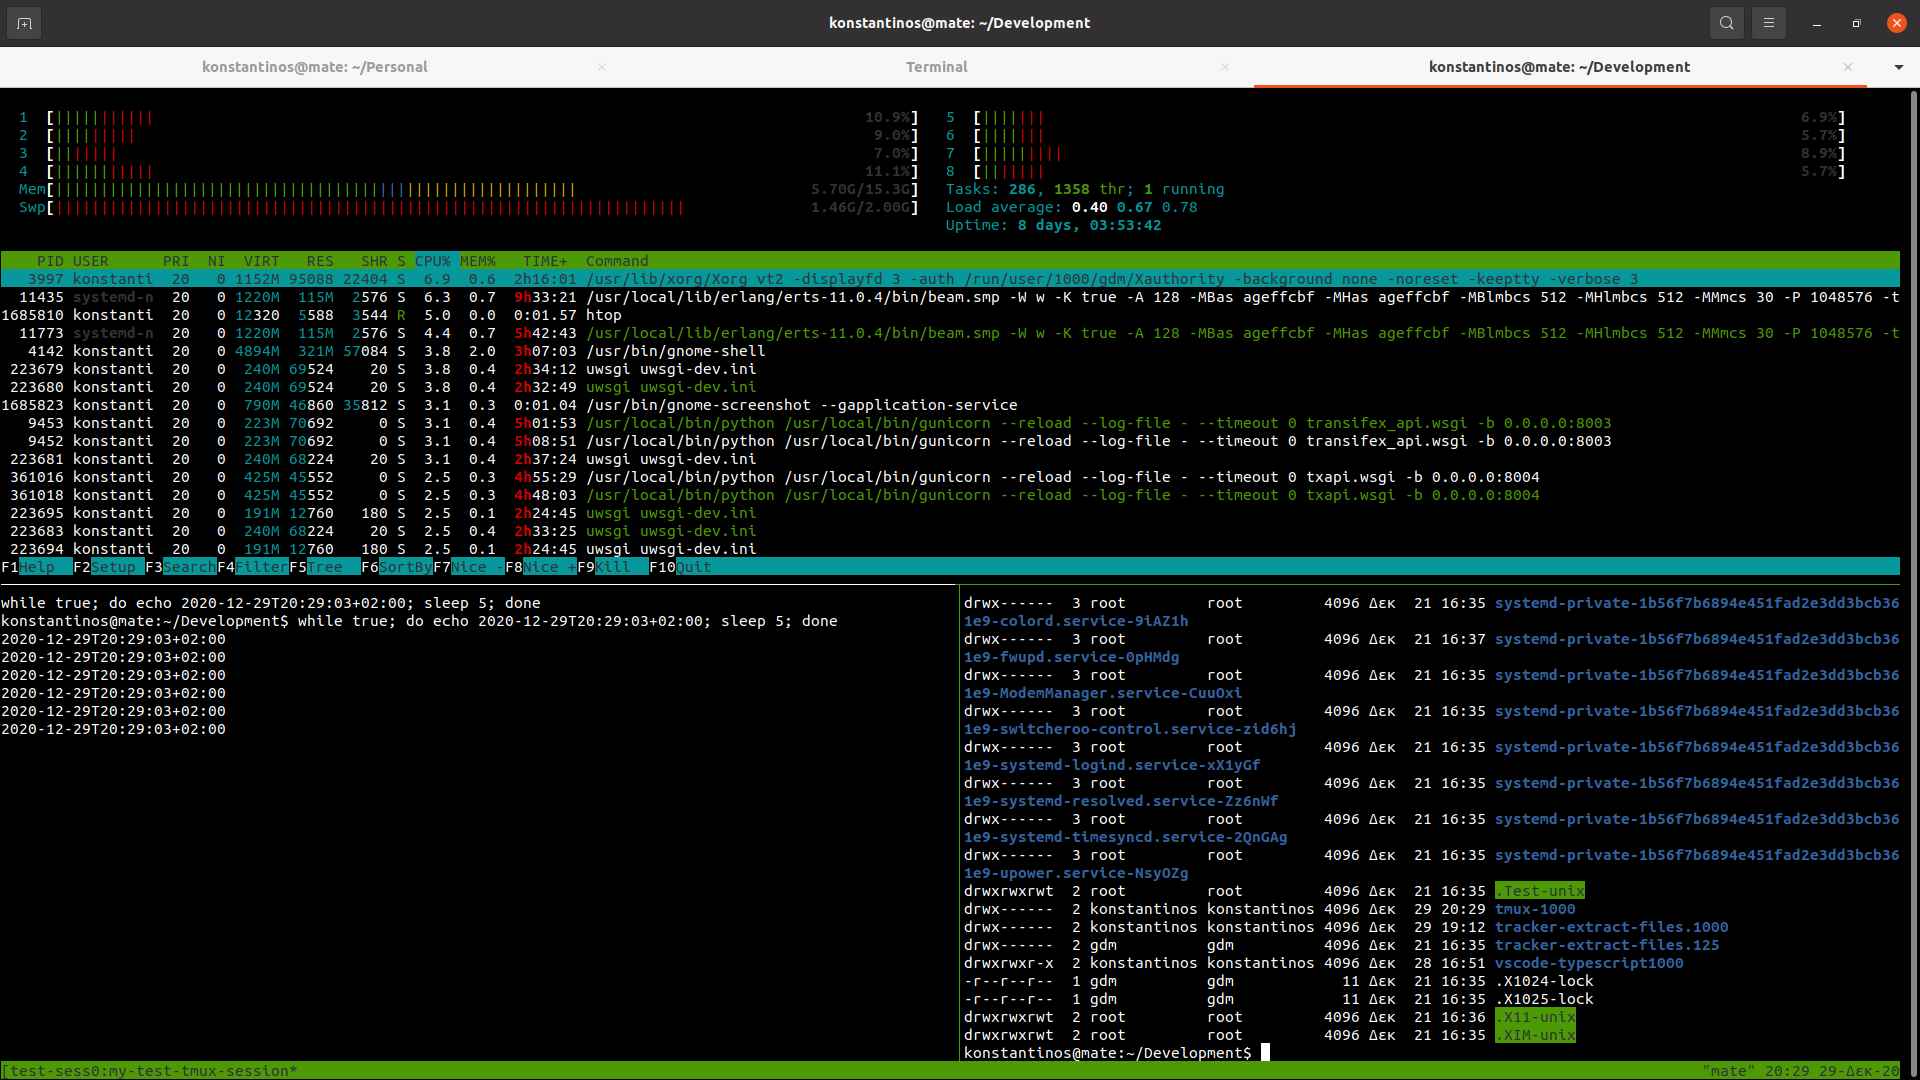 konstantinos@mate: ~/Development
konstantinos@mate: ~/Personal
Terminal
konstantinos@mate: ~/Development
1 [||||||||||| 10.9%] 5 [||||||| 6.9%]
2 [||||||||| 9.0%] 6 [||||||| 5.7%]
3 [||||||| 7.0%] 7 [||||||||| 8.9%]
4 [||||||||||| 11.1%] 8 [||||||| 5.7%]
Mem[|||||||||||||||||||||||||||||||||||||||||||||||||||||||||| 5.70G/15.3G] Tasks: 286, 1358 thr; 1 running
Swp[|||||||||||||||||||||||||||||||||||||||||||||||||||||||||||||||||||||| 1.46G/2.00G] Load average: 0.40 0.67 0.78
Uptime: 8 days, 03:53:42
PID USER PRI NI VIRT RES SHR S CPU% MEM% TIME+ Command
3997 konstanti 20 0 1152M 95088 22404 S 6.9 0.6 2h16:01 /usr/lib/xorg/Xorg vt2 -displayfd 3 -auth /run/user/1000/gdm/Xauthority -background none -noreset -keeptty -verbose 3
11435 systemd-n 20 0 1220M 115M 2576 S 6.3 0.7 9h33:21 /usr/local/lib/erlang/erts-11.0.4/bin/beam.smp -W w -K true -A 128 -MBas ageffcbf -MHas ageffcbf -MBlmbcs 512 -MHlmbcs 512 -MMmcs 30 -P 1048576 -t
1685810 konstanti 20 0 12320 5588 3544 R 5.0 0.0 0:01.57 htop
11773 systemd-n 20 0 1220M 115M 2576 S 4.4 0.7 5h42:43 /usr/local/lib/erlang/erts-11.0.4/bin/beam.smp -W w -K true -A 128 -MBas ageffcbf -MHas ageffcbf -MBlmbcs 512 -MHlmbcs 512 -MMmcs 30 -P 1048576 -t
4142 konstanti 20 0 4894M 321M 57084 S 3.8 2.0 3h07:03 /usr/bin/gnome-shell
223679 konstanti 20 0 240M 69524 20 S 3.8 0.4 2h34:12 uwsgi uwsgi-dev.ini
223680 konstanti 20 0 240M 69524 20 S 3.8 0.4 2h32:49 uwsgi uwsgi-dev.ini
1685823 konstanti 20 0 790M 46860 35812 S 3.1 0.3 0:01.04 /usr/bin/gnome-screenshot --gapplication-service
9453 konstanti 20 0 223M 70692 0 S 3.1 0.4 5h01:53 /usr/local/bin/python /usr/local/bin/gunicorn --reload --log-file - --timeout 0 transifex_api.wsgi -b 0.0.0.0:8003
9452 konstanti 20 0 223M 70692 0 S 3.1 0.4 5h08:51 /usr/local/bin/python /usr/local/bin/gunicorn --reload --log-file - --timeout 0 transifex_api.wsgi -b 0.0.0.0:8003
223681 konstanti 20 0 240M 68224 20 S 3.1 0.4 2h37:24 uwsgi uwsgi-dev.ini
361016 konstanti 20 0 425M 45552 0 S 2.5 0.3 4h55:29 /usr/local/bin/python /usr/local/bin/gunicorn --reload --log-file - --timeout 0 txapi.wsgi -b 0.0.0.0:8004
361018 konstanti 20 0 425M 45552 0 S 2.5 0.3 4h48:03 /usr/local/bin/python /usr/local/bin/gunicorn --reload --log-file - --timeout 0 txapi.wsgi -b 0.0.0.0:8004
223695 konstanti 20 0 191M 12760 180 S 2.5 0.1 2h24:45 uwsgi uwsgi-dev.ini
223683 konstanti 20 0 240M 68224 20 S 2.5 0.4 2h33:25 uwsgi uwsgi-dev.ini
223694 konstanti 20 0 191M 12760 180 S 2.5 0.1 2h24:45 uwsgi uwsgi-dev.ini
F1Help F2Setup F3SearchF4FilterF5Tree F6SortByF7Nice -F8Nice +F9Kill F10Quit
while true; do echo 2020-12-29T20:29:03+02:00; sleep 5; done
konstantinos@mate:~/Development$ while true; do echo 2020-12-29T20:29:03+02:00; sleep 5; done
2020-12-29T20:29:03+02:00
2020-12-29T20:29:03+02:00
2020-12-29T20:29:03+02:00
2020-12-29T20:29:03+02:00
2020-12-29T20:29:03+02:00
2020-12-29T20:29:03+02:00
drwx------ 3 root root 4096 Δεκ 21 16:35 systemd-private-1b56f7b6894e451fad2e3dd3bcb36
1e9-colord.service-9iAZ1h
drwx------ 3 root root 4096 Δεκ 21 16:37 systemd-private-1b56f7b6894e451fad2e3dd3bcb36
1e9-fwupd.service-0pHMdg
drwx------ 3 root root 4096 Δεκ 21 16:35 systemd-private-1b56f7b6894e451fad2e3dd3bcb36
1e9-ModemManager.service-CuuOxi
drwx------ 3 root root 4096 Δεκ 21 16:35 systemd-private-1b56f7b6894e451fad2e3dd3bcb36
1e9-switcheroo-control.service-zid6hj
drwx------ 3 root root 4096 Δεκ 21 16:35 systemd-private-1b56f7b6894e451fad2e3dd3bcb36
1e9-systemd-logind.service-xX1yGf
drwx------ 3 root root 4096 Δεκ 21 16:35 systemd-private-1b56f7b6894e451fad2e3dd3bcb36
1e9-systemd-resolved.service-Zz6nWf
drwx------ 3 root root 4096 Δεκ 21 16:35 systemd-private-1b56f7b6894e451fad2e3dd3bcb36
1e9-systemd-timesyncd.service-2QnGAg
drwx------ 3 root root 4096 Δεκ 21 16:35 systemd-private-1b56f7b6894e451fad2e3dd3bcb36
1e9-upower.service-NsyOZg
drwxrwxrwt 2 root root 4096 Δεκ 21 16:35 .Test-unix
drwx------ 2 konstantinos konstantinos 4096 Δεκ 29 20:29 tmux-1000
drwx------ 2 konstantinos konstantinos 4096 Δεκ 29 19:12 tracker-extract-files.1000
drwx------ 2 gdm gdm 4096 Δεκ 21 16:35 tracker-extract-files.125
drwxrwxr-x 2 konstantinos konstantinos 4096 Δεκ 28 16:51 vscode-typescript1000
-r--r--r-- 1 gdm gdm 11 Δεκ 21 16:35 .X1024-lock
-r--r--r-- 1 gdm gdm 11 Δεκ 21 16:35 .X1025-lock
drwxrwxrwt 2 root root 4096 Δεκ 21 16:36 .X11-unix
drwxrwxrwt 2 root root 4096 Δεκ 21 16:35 .XIM-unix
konstantinos@mate:~/Development$
[test-sess0:my-test-tmux-session* "mate" 20:29 29-Δεκ-20